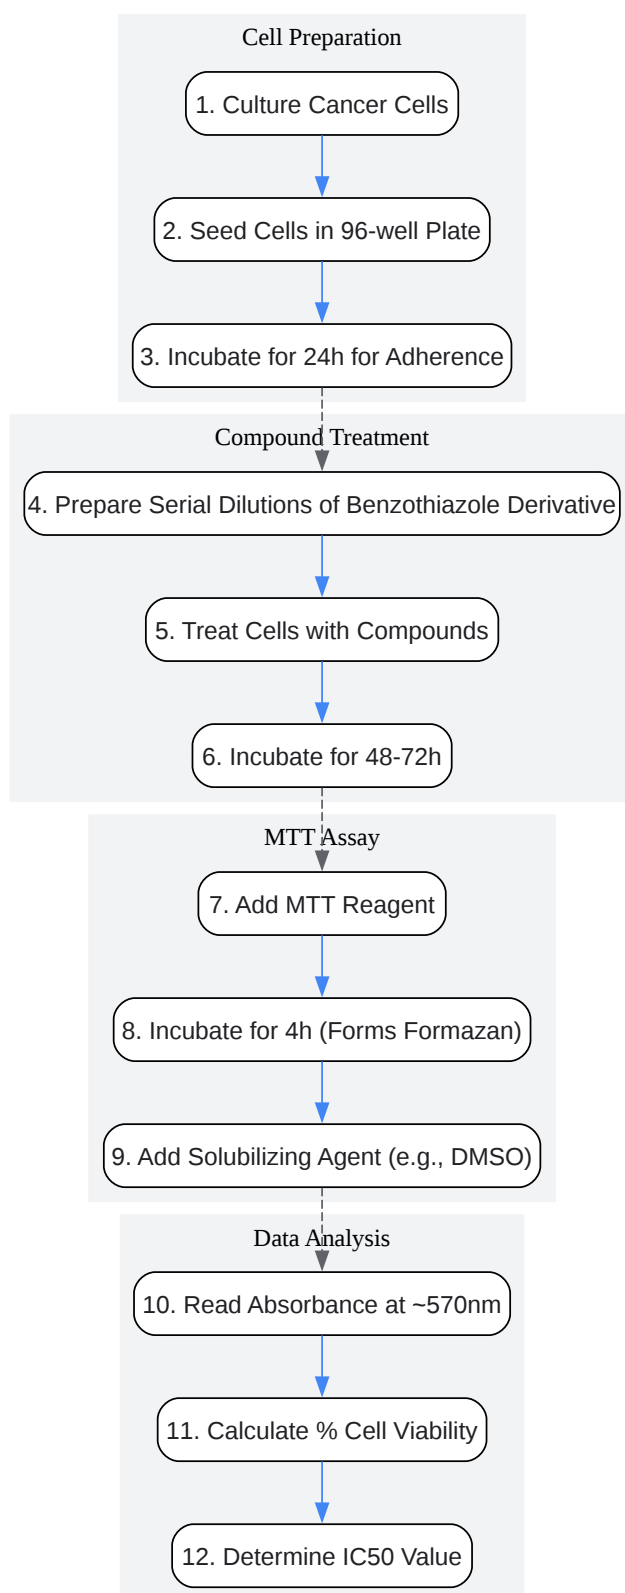 Cell Preparation
1. Culture Cancer Cells
2. Seed Cells in 96-well Plate
3. Incubate for 24h for Adherence
Compound Treatment
4. Prepare Serial Dilutions of Benzothiazole Derivative
5. Treat Cells with Compounds
6. Incubate for 48-72h
MTT Assay
7. Add MTT Reagent
8. Incubate for 4h (Forms Formazan)
9. Add Solubilizing Agent (e.g., DMSO)
Data Analysis
10. Read Absorbance at ~570nm
11. Calculate % Cell Viability
12. Determine IC50 Value